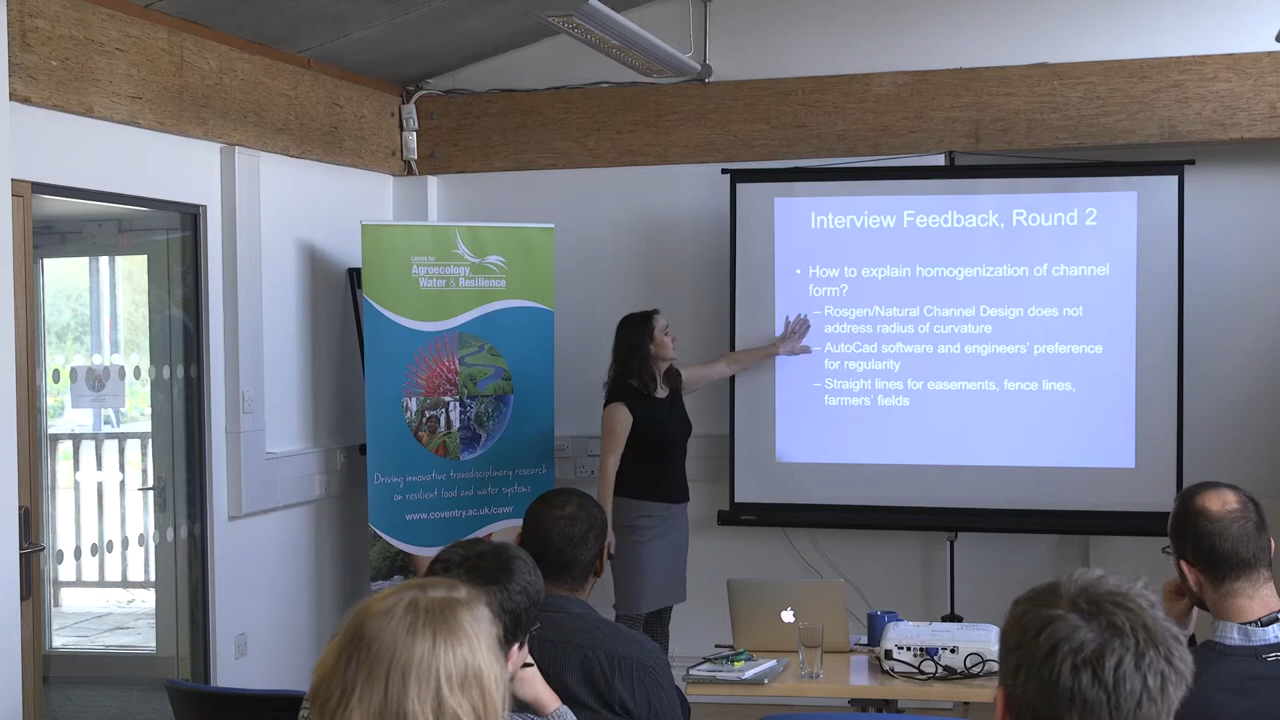 Centre for
Agroecology,
Water & Resilience
Driving innovative transdisciplinary research
on resilient food and water systems
www.coventry.ac.uk/cawr
Interview Feedback, Round 2
• How to explain homogenization of channel
form?
– Rosgen/Natural Channel Design does not
address radius of curvature
– AutoCad software and engineers' preference
for regularity
– Straight lines for easements, fence lines,
farmers' fields